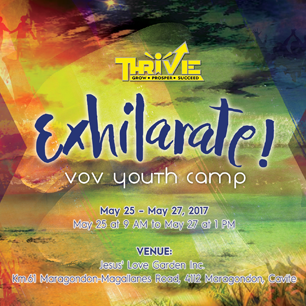 THRIVE
GROW • PROSPER • SUCCEED
Exhilarate!
VOV YOUTH CAMP
May 25 - May 27, 2017
May 25 at 9 AM to May 27 at 1 PM
VENUE:
Jesus' Love Garden Inc.
Km.61 Maragondon-Magallanes Road, 4112 Maragondon, Cavite